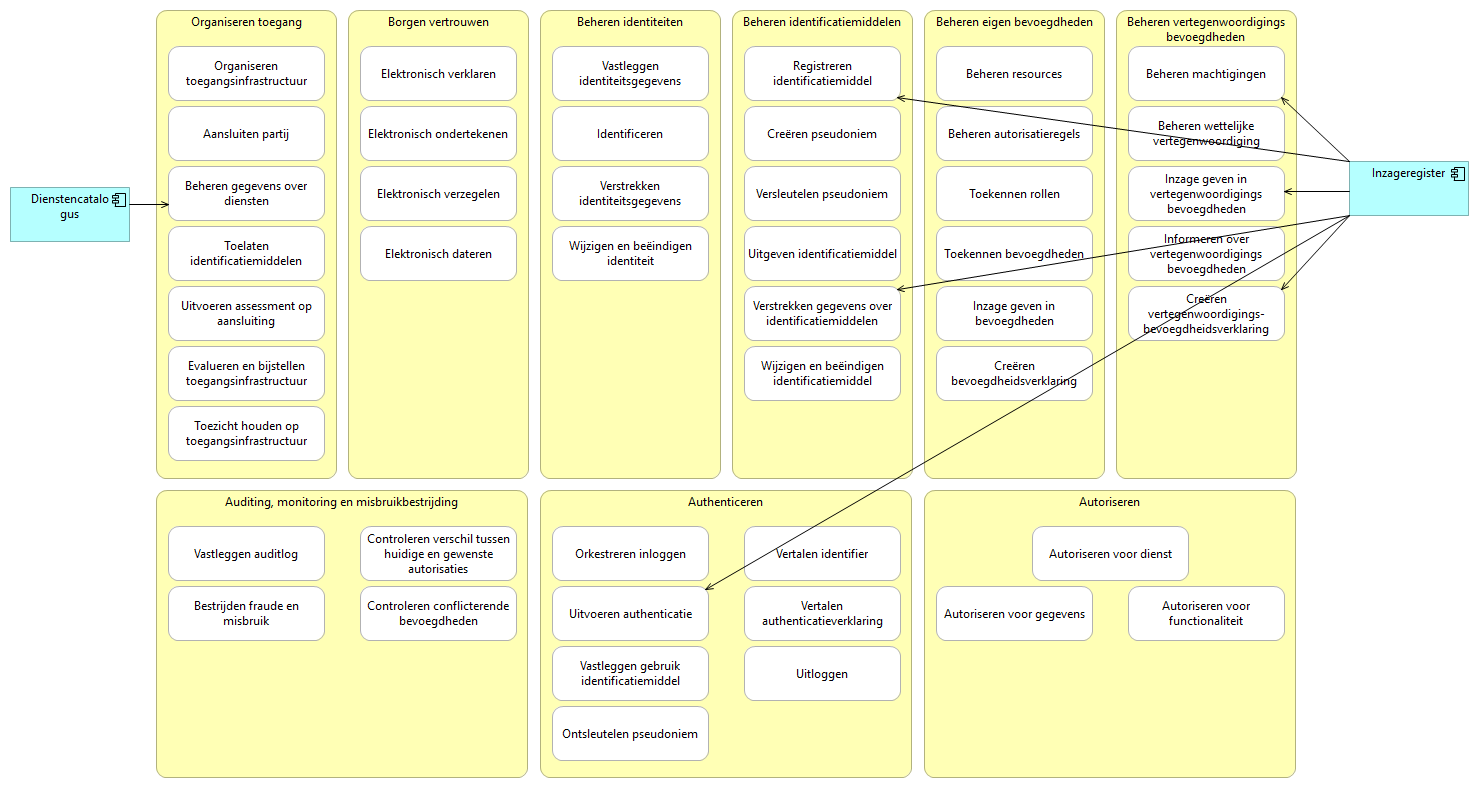 Organiseren toegang
Organiseren
toegangsinfrastructuur
Aansluiten partij
Beheren gegevens over
diensten
Toelaten
identificatiemiddelen
Uitvoeren assessment op
aansluiting
Evalueren en bijstellen
toegangsinfrastructuur
Toezicht houden op
toegangsinfrastructuur
Borgen vertrouwen
Elektronisch verklaren
Elektronisch ondertekenen
Elektronisch verzegelen
Elektronisch dateren
Beheren identiteiten
Vastleggen
identiteitsgegevens
Identificeren
Verstrekken
identiteitsgegevens
Wijzigen en beëindigen
identiteit
Beheren identificatiemiddelen
Registreren
identificatiemiddel
Creëren pseudoniem
Versleutelen pseudoniem
Uitgeven identificatiemiddel
Verstrekken gegevens over
identificatiemiddelen
Wijzigen en beëindigen
identificatiemiddel
Beheren eigen bevoegdheden
Beheren resources
Beheren autorisatieregels
Toekennen rollen
Toekennen bevoegdheden
Inzage geven in
bevoegdheden
Creëren
bevoegdheidsverklaring
Beheren vertegenwoordigings
bevoegdheden
Beheren machtigingen
Beheren wettelijke
vertegenwoordiging
Inzage geven in
vertegenwoordigings
bevoegdheden
Informeren over
vertegenwoordigings
bevoegdheden
Creëren
vertegenwoordigings-
bevoegdheidsverklaring
Dienstencatalo
gus
Inzageregister
Auditing, monitoring en misbruikbestrijding
Vastleggen auditlog
Controleren verschil tussen
huidige en gewenste
autorisaties
Bestrijden fraude en
misbruik
Controleren conflicterende
bevoegdheden
Authenticeren
Orkestreren inloggen
Vertalen identifier
Uitvoeren authenticatie
Vertalen
authenticatieverklaring
Vastleggen gebruik
identificatiemiddel
Uitloggen
Ontsleutelen pseudoniem
Autoriseren
Autoriseren voor dienst
Autoriseren voor gegevens
Autoriseren voor
functionaliteit